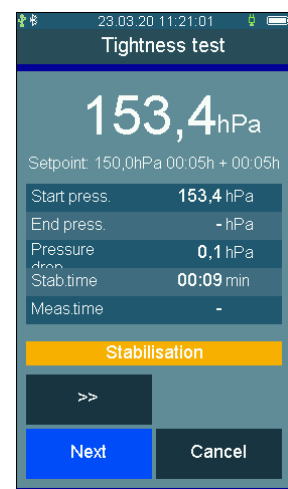 23.03.20 11:21:01
Tightness test
153,4hPa
Setpoint: 150,0hPa 00:05h + 00:05h
Start press. 153,4 hPa
End press. - hPa
Pressure drop 0,1 hPa
Stab.time 00:09 min
Meas.time -
Stabilisation
>>
Next Cancel